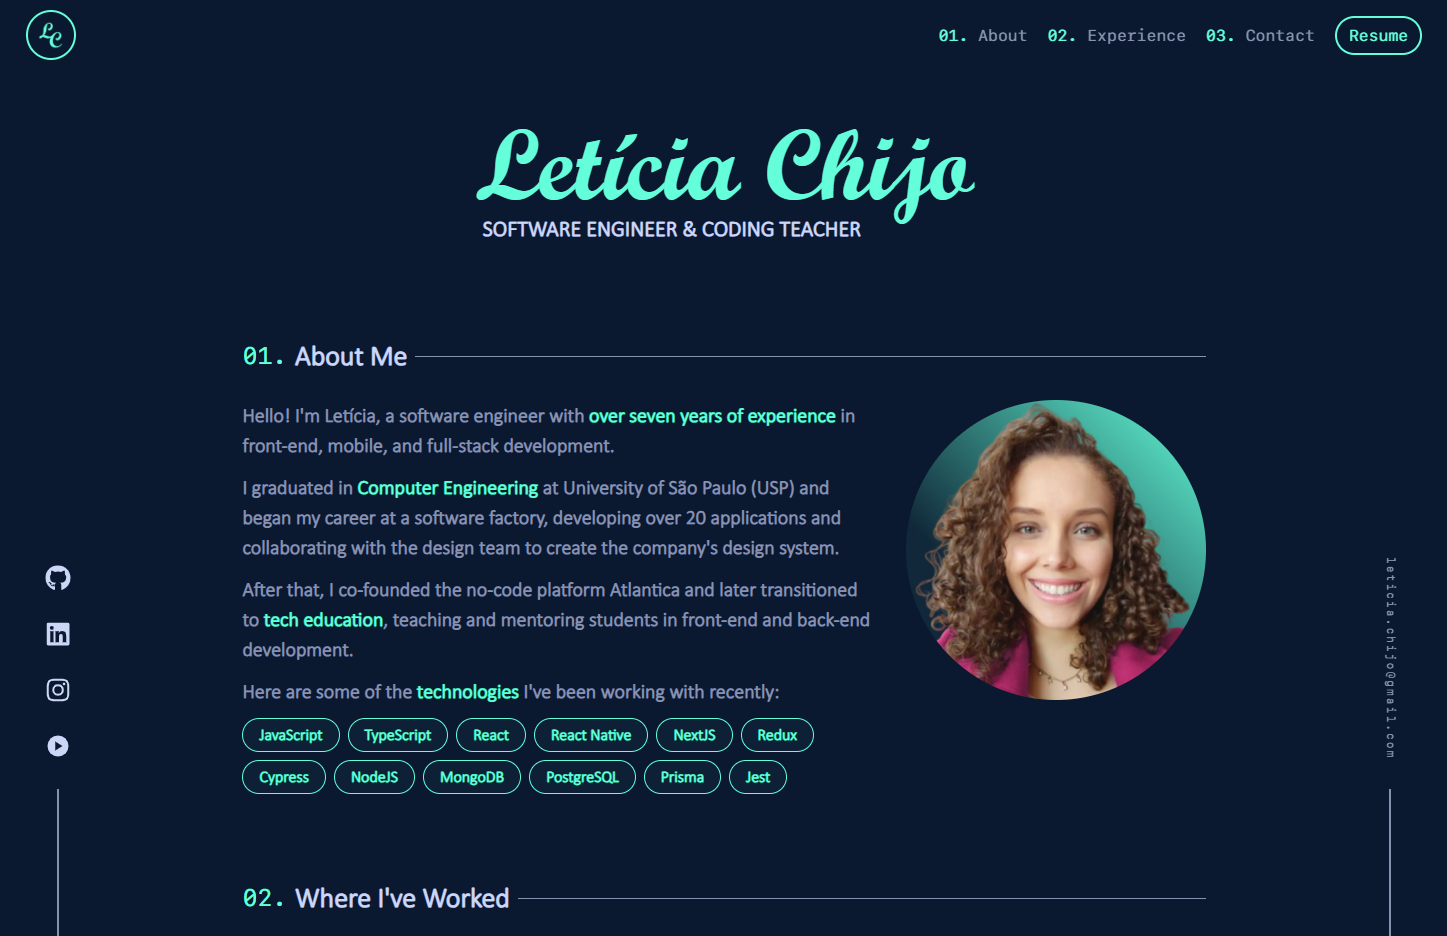 LC
01. About 02. Experience 03. Contact Resume
Letícia Chijo
SOFTWARE ENGINEER & CODING TEACHER
01. About Me
Hello! I'm Letícia, a software engineer with over seven years of experience in
front-end, mobile, and full-stack development.
I graduated in Computer Engineering at University of São Paulo (USP) and
began my career at a software factory, developing over 20 applications and
collaborating with the design team to create the company's design system.
After that, I co-founded the no-code platform Atlantica and later transitioned
to tech education, teaching and mentoring students in front-end and back-end
development.
Here are some of the technologies I've been working with recently:
JavaScript TypeScript React React Native NextJS Redux
Cypress NodeJS MongoDB PostgreSQL Prisma Jest
in
leticia.chijo@gmail.com
02. Where I've Worked